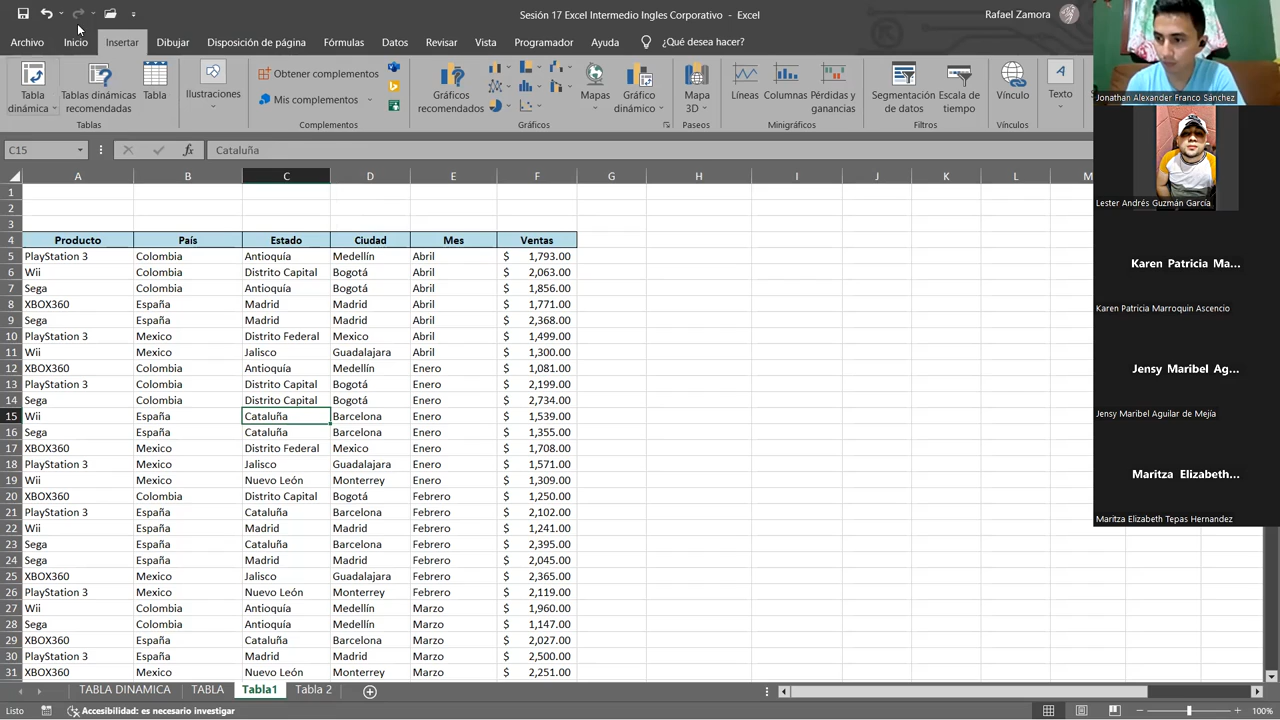 Sesión 17 Excel Intermedio Ingles Corporativo - Excel
Rafael Zamora
Archivo Inicio Insertar Dibujar Disposición de página Fórmulas Datos Revisar Vista Programador Ayuda ¿Qué desea hacer?
Tabla dinámica
Tablas dinámicas recomendadas
Tabla
Ilustraciones
Obtener complementos
Mis complementos
Gráficos recomendados
Mapas
Gráfico dinámico
Mapa 3D
Líneas
Columnas
Pérdidas y ganancias
Segmentación de datos
Escala de tiempo
Vínculo
Texto
Tablas Complementos Gráficos Paseos Minigráficos Filtros Vínculos
C15 fx Cataluña
A B C D E F G H I J K L M
1
2
3
4 Producto País Estado Ciudad Mes Ventas
5 PlayStation 3 Colombia Antioquía Medellín Abril $ 1,793.00
6 Wii Colombia Distrito Capital Bogotá Abril $ 2,063.00
7 Sega Colombia Antioquía Bogotá Abril $ 1,856.00
8 XBOX360 España Madrid Madrid Abril $ 1,771.00
9 Sega España Madrid Madrid Abril $ 2,368.00
10 PlayStation 3 Mexico Distrito Federal Mexico Abril $ 1,499.00
11 Wii Mexico Jalisco Guadalajara Abril $ 1,300.00
12 XBOX360 Colombia Antioquía Medellín Enero $ 1,081.00
13 PlayStation 3 Colombia Distrito Capital Bogotá Enero $ 2,199.00
14 Sega Colombia Distrito Capital Bogotá Enero $ 2,734.00
15 Wii España Cataluña Barcelona Enero $ 1,539.00
16 Sega España Cataluña Barcelona Enero $ 1,355.00
17 XBOX360 Mexico Distrito Federal Mexico Enero $ 1,708.00
18 PlayStation 3 Mexico Jalisco Guadalajara Enero $ 1,571.00
19 Wii Mexico Nuevo León Monterrey Enero $ 1,309.00
20 XBOX360 Colombia Distrito Capital Bogotá Febrero $ 1,250.00
21 PlayStation 3 España Cataluña Barcelona Febrero $ 2,102.00
22 Wii España Madrid Madrid Febrero $ 1,241.00
23 Sega España Cataluña Barcelona Febrero $ 2,395.00
24 Sega España Madrid Madrid Febrero $ 2,045.00
25 XBOX360 Mexico Jalisco Guadalajara Febrero $ 2,365.00
26 PlayStation 3 Mexico Nuevo León Monterrey Febrero $ 2,119.00
27 Wii Colombia Antioquía Medellín Marzo $ 1,960.00
28 Sega Colombia Antioquía Medellín Marzo $ 1,147.00
29 XBOX360 España Cataluña Barcelona Marzo $ 2,027.00
30 PlayStation 3 España Madrid Madrid Marzo $ 2,500.00
31 XBOX360 Mexico Nuevo León Monterrey Marzo $ 2,251.00
TABLA DINAMICA TABLA Tabla1 Tabla 2
Listo Accesibilidad: es necesario investigar 100%
Jonathan Alexander Franco Sánchez
Lester Andrés Guzmán García
Karen Patricia Ma...
Karen Patricia Marroquin Ascencio
Jensy Maribel Ag...
Jensy Maribel Aguilar de Mejía
Maritza Elizabeth...
Maritza Elizabeth Tepas Hernandez